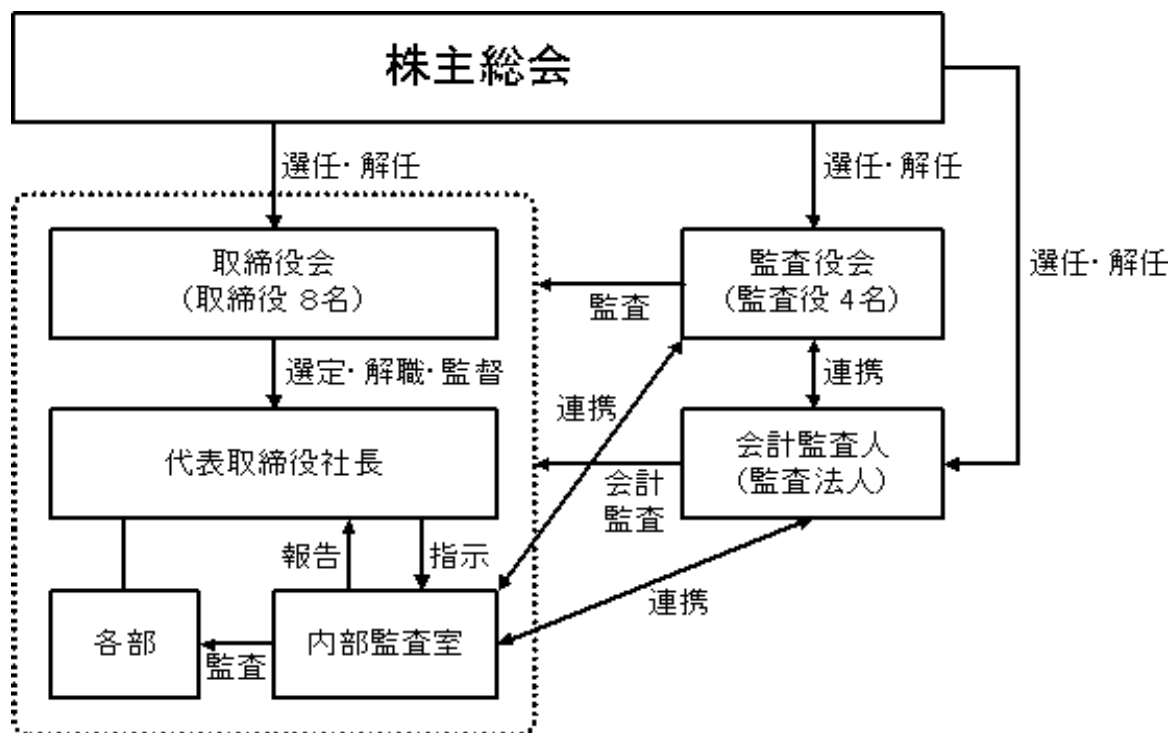 株主総会
選任・解任
選任・解任
選任・解任
取締役会
(取締役 8名)
監査役会
(監査役 4名)
監査
選定・解職・監督
連携
連携
代表取締役社長
会計監査人
(監査法人)
会計
監査
報告
指示
連携
各部
監査
内部監査室